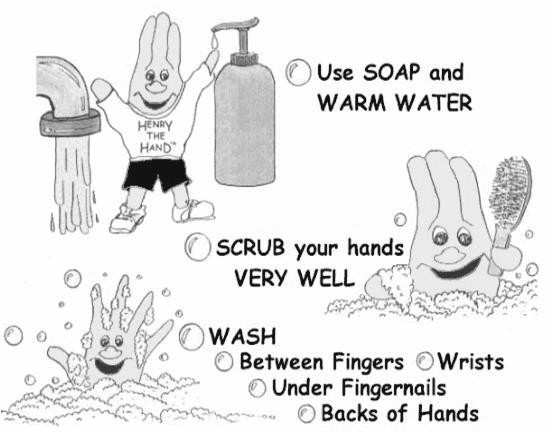 Use SOAP and
WARM WATER
HENRY
THE
HAND™
SCRUB your hands
VERY WELL
WASH
Between Fingers Wrists
Under Fingernails
Backs of Hands